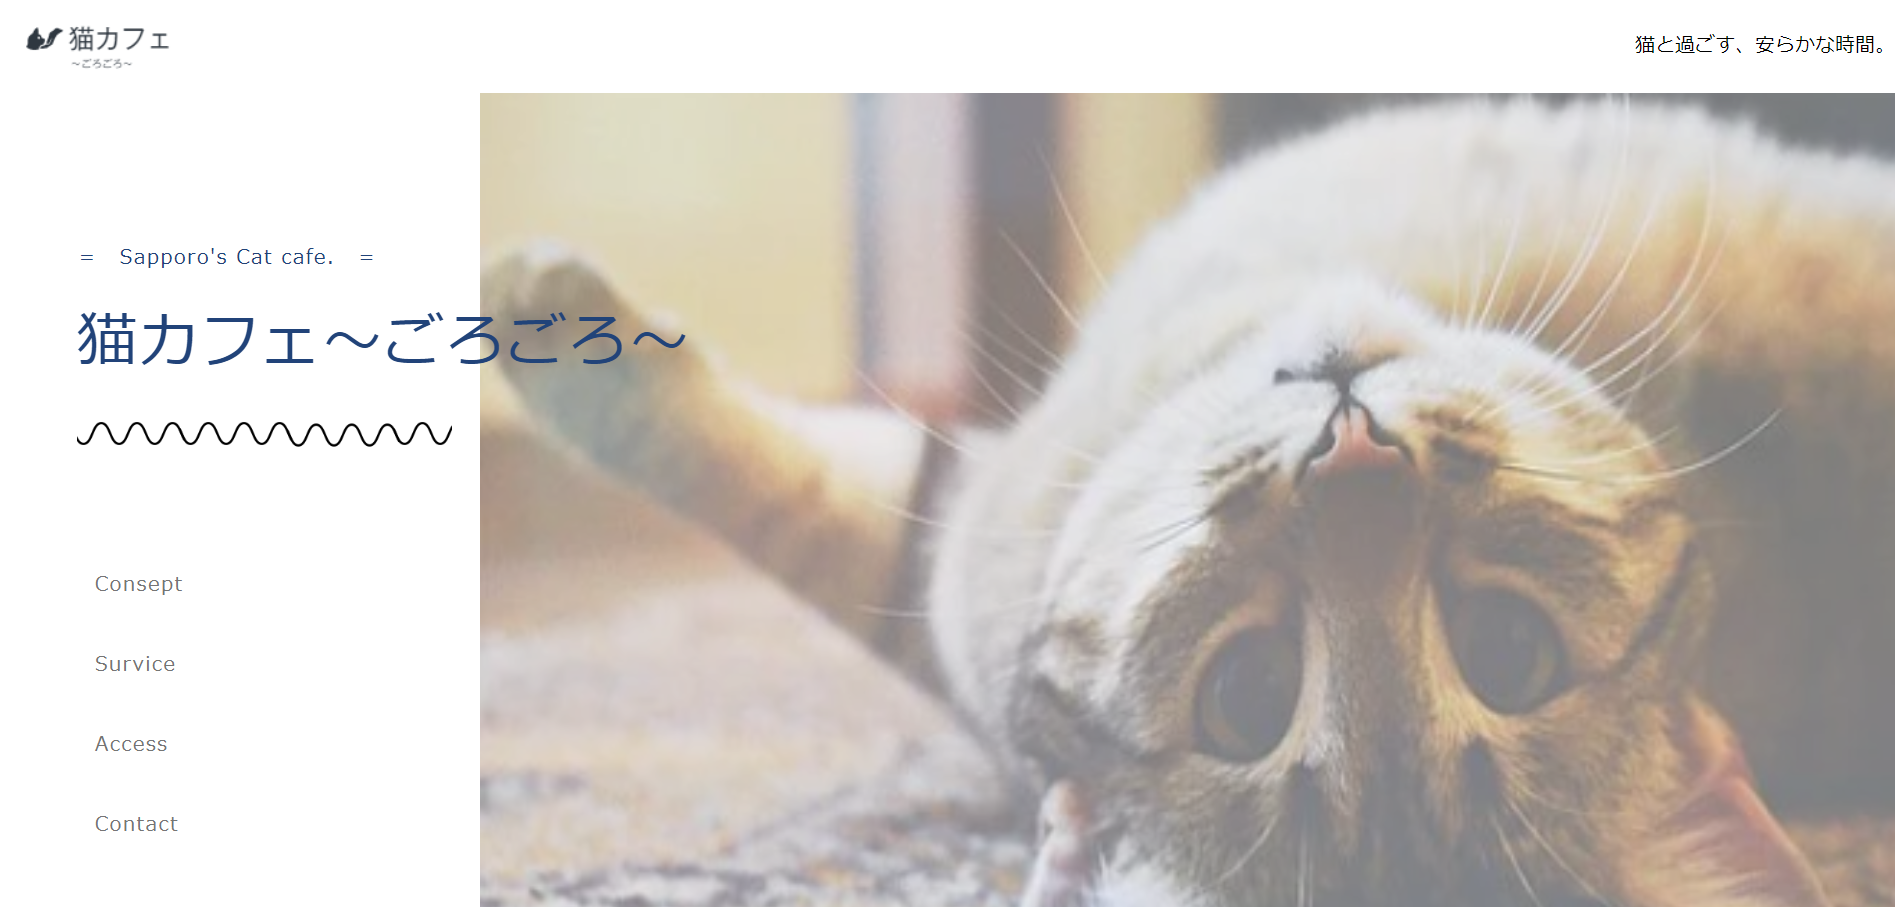 猫カフェ
～ごろごろ～
猫と過ごす、安らかな時間。
= Sapporo's Cat cafe. =
猫カフェ～ごろごろ～
Consept
Survice
Access
Contact